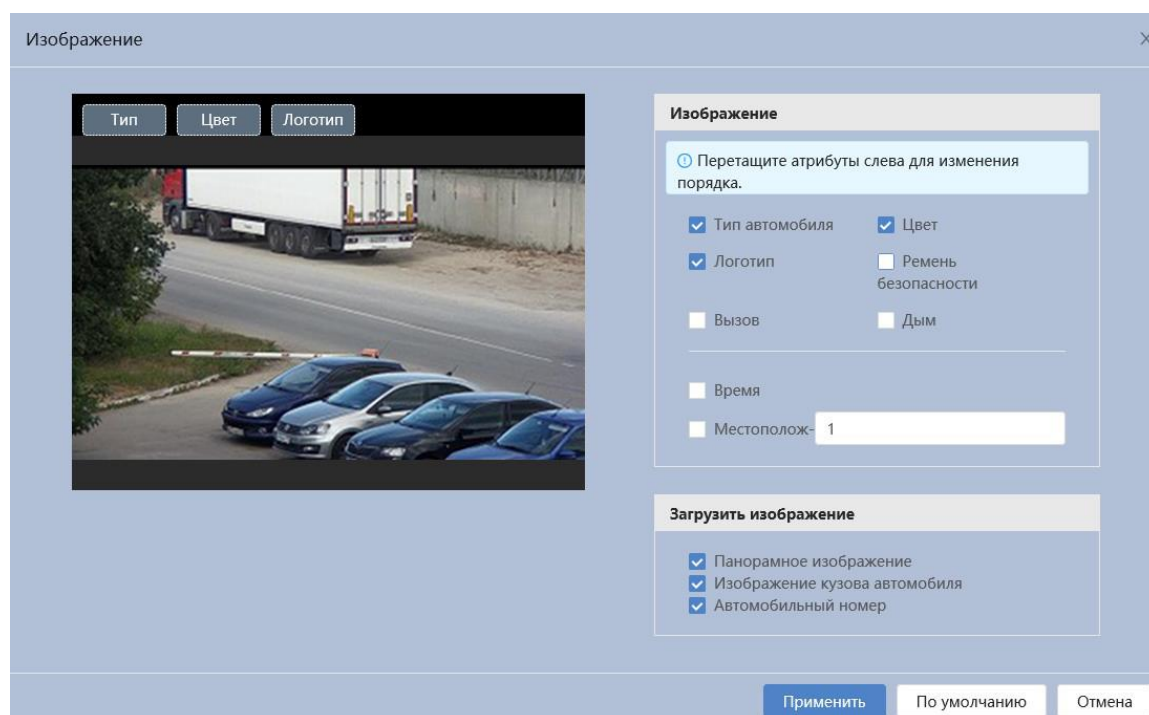 Изображение
Тип Цвет Логотип
Изображение
Перетащите атрибуты слева для изменения
порядка.
Тип автомобиля Цвет
Логотип Ремень
безопасности
Вызов Дым
Время
Местополож- 1
Загрузить изображение
Панорамное изображение
Изображение кузова автомобиля
Автомобильный номер
Применить По умолчанию Отмена